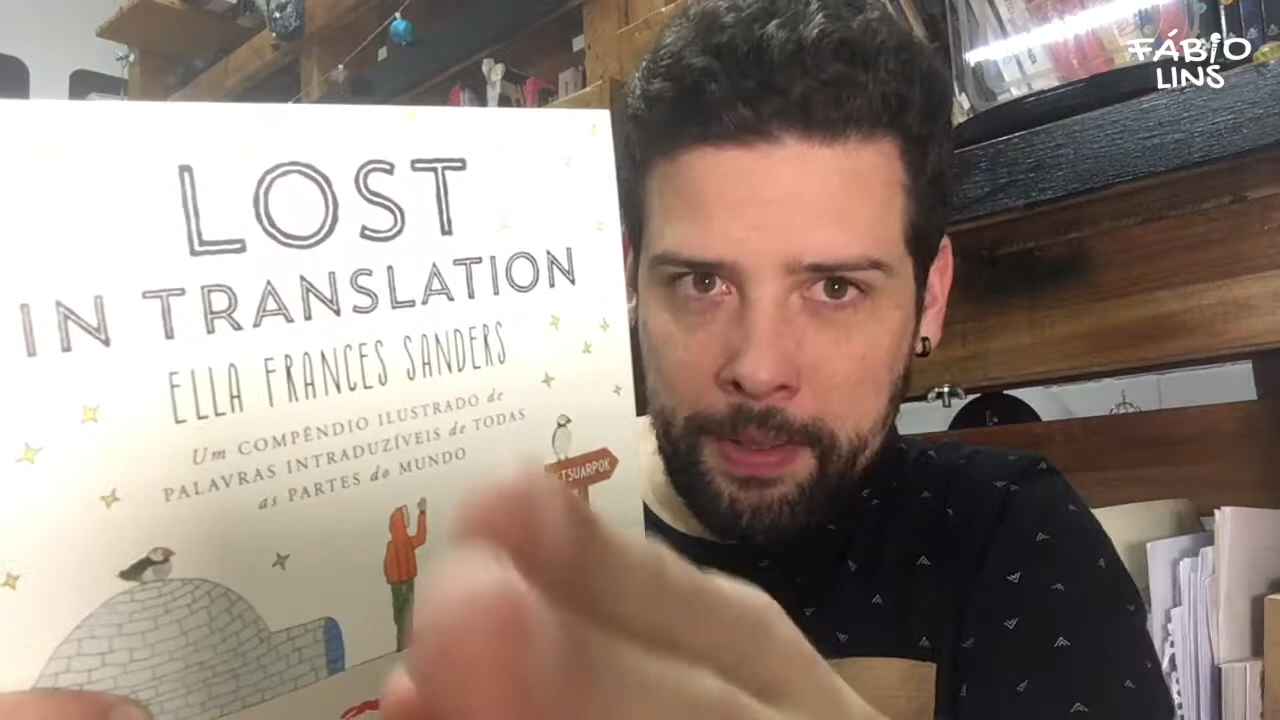 LOST
IN TRANSLATION
ELLA FRANCES SANDERS
Um COMPÊNDIO ILUSTRADO de
PALAVRAS INTRADUZÍVEIS de TODAS
as PARTES do MUNDO
FÁBIO
LINS